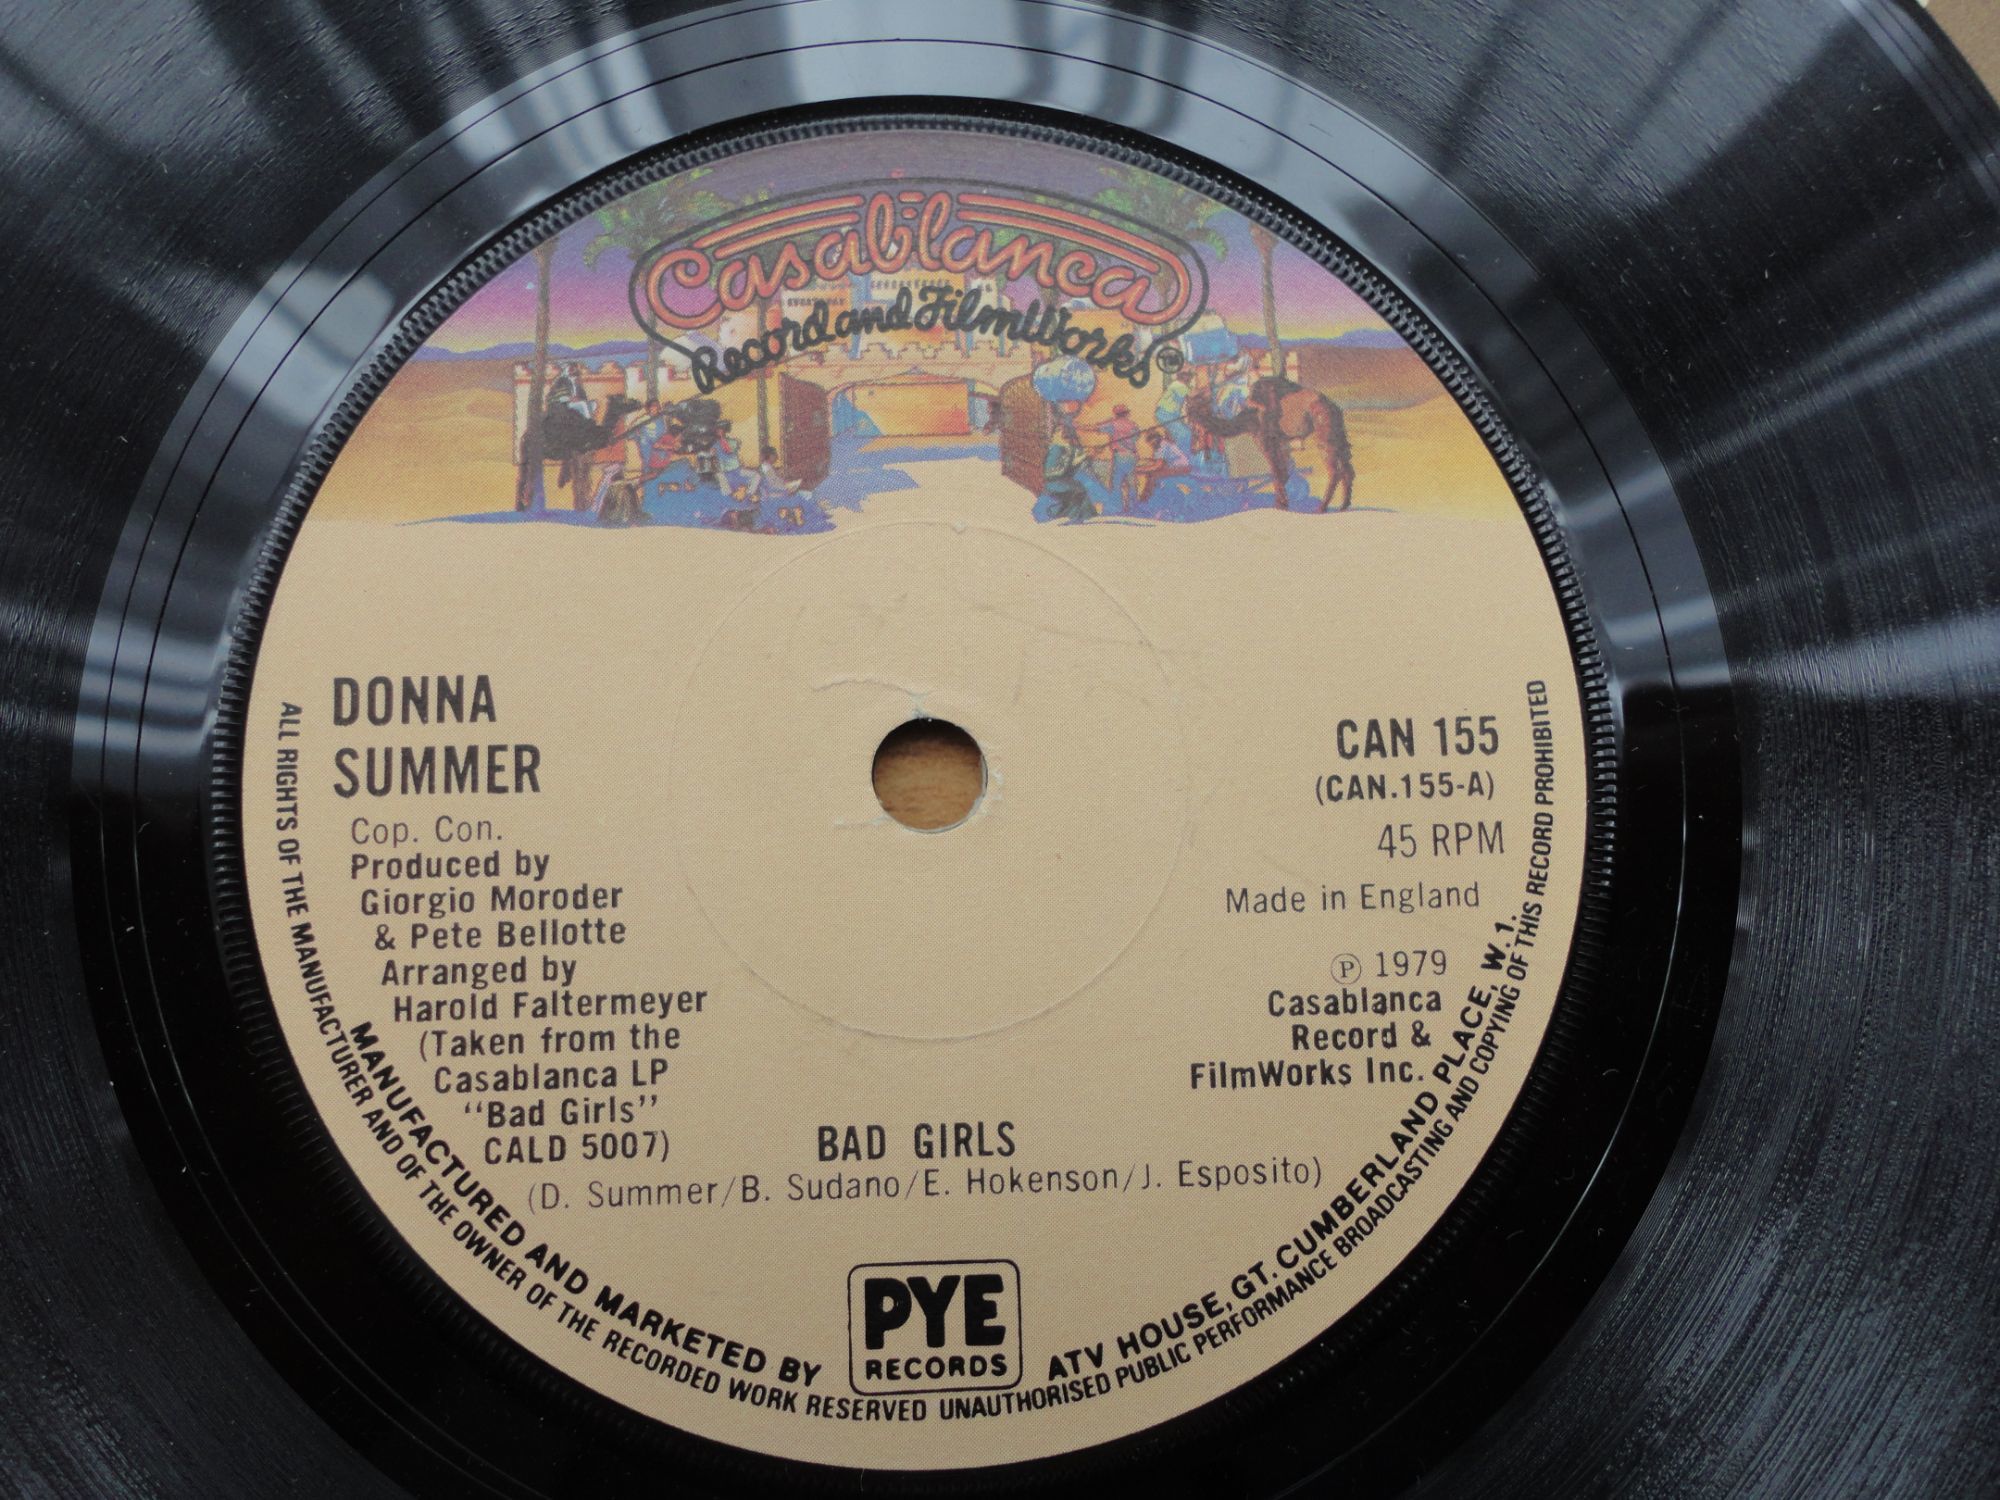 Casablanca
Record and FilmWorks™
DONNA
SUMMER
Cop. Con.
Produced by
Giorgio Moroder
& Pete Bellotte
Arranged by
Harold Faltermeyer
(Taken from the
Casablanca LP
"Bad Girls"
CALD 5007)
CAN 155
(CAN.155-A)
45 RPM
Made in England
℗ 1979
Casablanca
Record &
FilmWorks Inc.
BAD GIRLS
(D. Summer/B. Sudano/E. Hokenson/J. Esposito)
MANUFACTURED AND MARKETED BY
PYE
RECORDS
ATV HOUSE, GT. CUMBERLAND PLACE, W.1.
ALL RIGHTS OF THE MANUFACTURER AND OF THE OWNER OF THE RECORDED WORK RESERVED UNAUTHORISED PUBLIC PERFORMANCE BROADCASTING AND COPYING OF THIS RECORD PROHIBITED